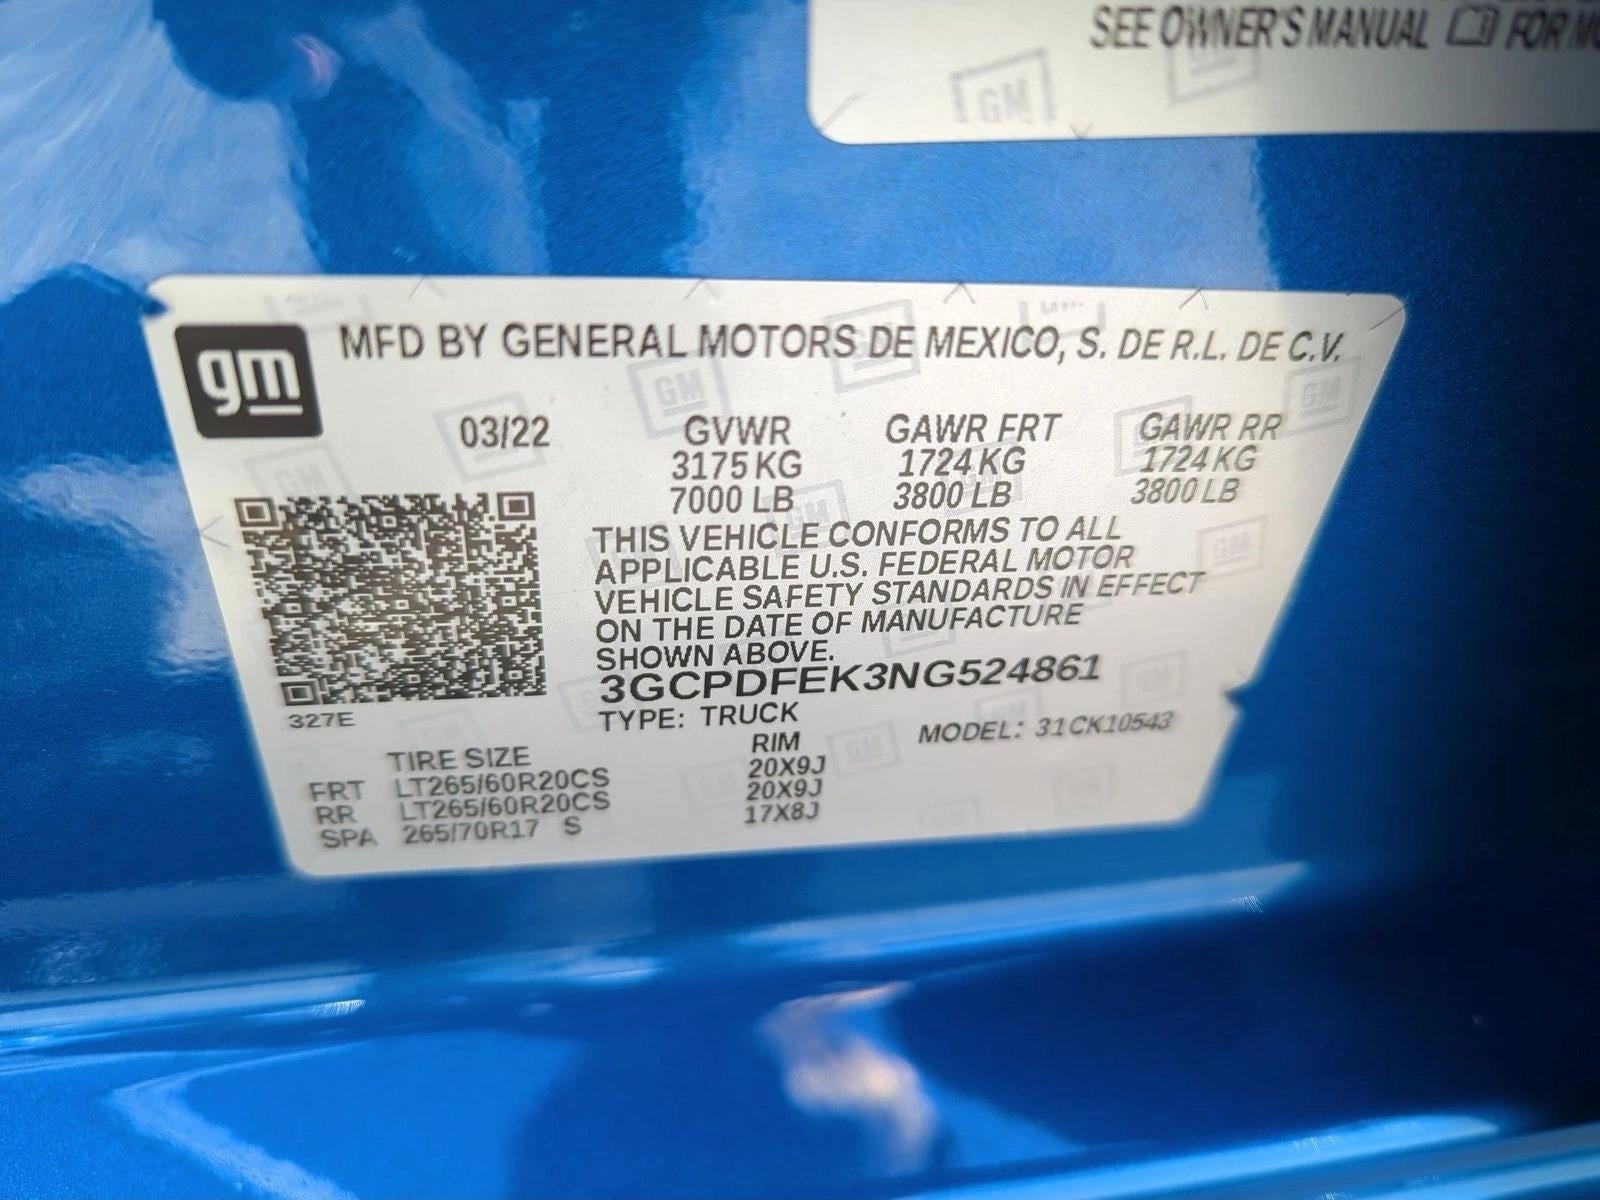 SEE OWNER'S MANUAL FOR
gm
MFD BY GENERAL MOTORS DE MEXICO, S. DE R.L. DE C.V.
03/22 GVWR GAWR FRT GAWR RR
3175 KG 1724 KG 1724 KG
7000 LB 3800 LB 3800 LB
THIS VEHICLE CONFORMS TO ALL
APPLICABLE U.S. FEDERAL MOTOR
VEHICLE SAFETY STANDARDS IN EFFECT
ON THE DATE OF MANUFACTURE
SHOWN ABOVE.
3GCPDFEK3NG524861
327E
TYPE: TRUCK MODEL: 31CK10543
TIRE SIZE RIM
FRT LT265/60R20CS 20X9J
RR LT265/60R20CS 20X9J
SPA 265/70R17 S 17X8J